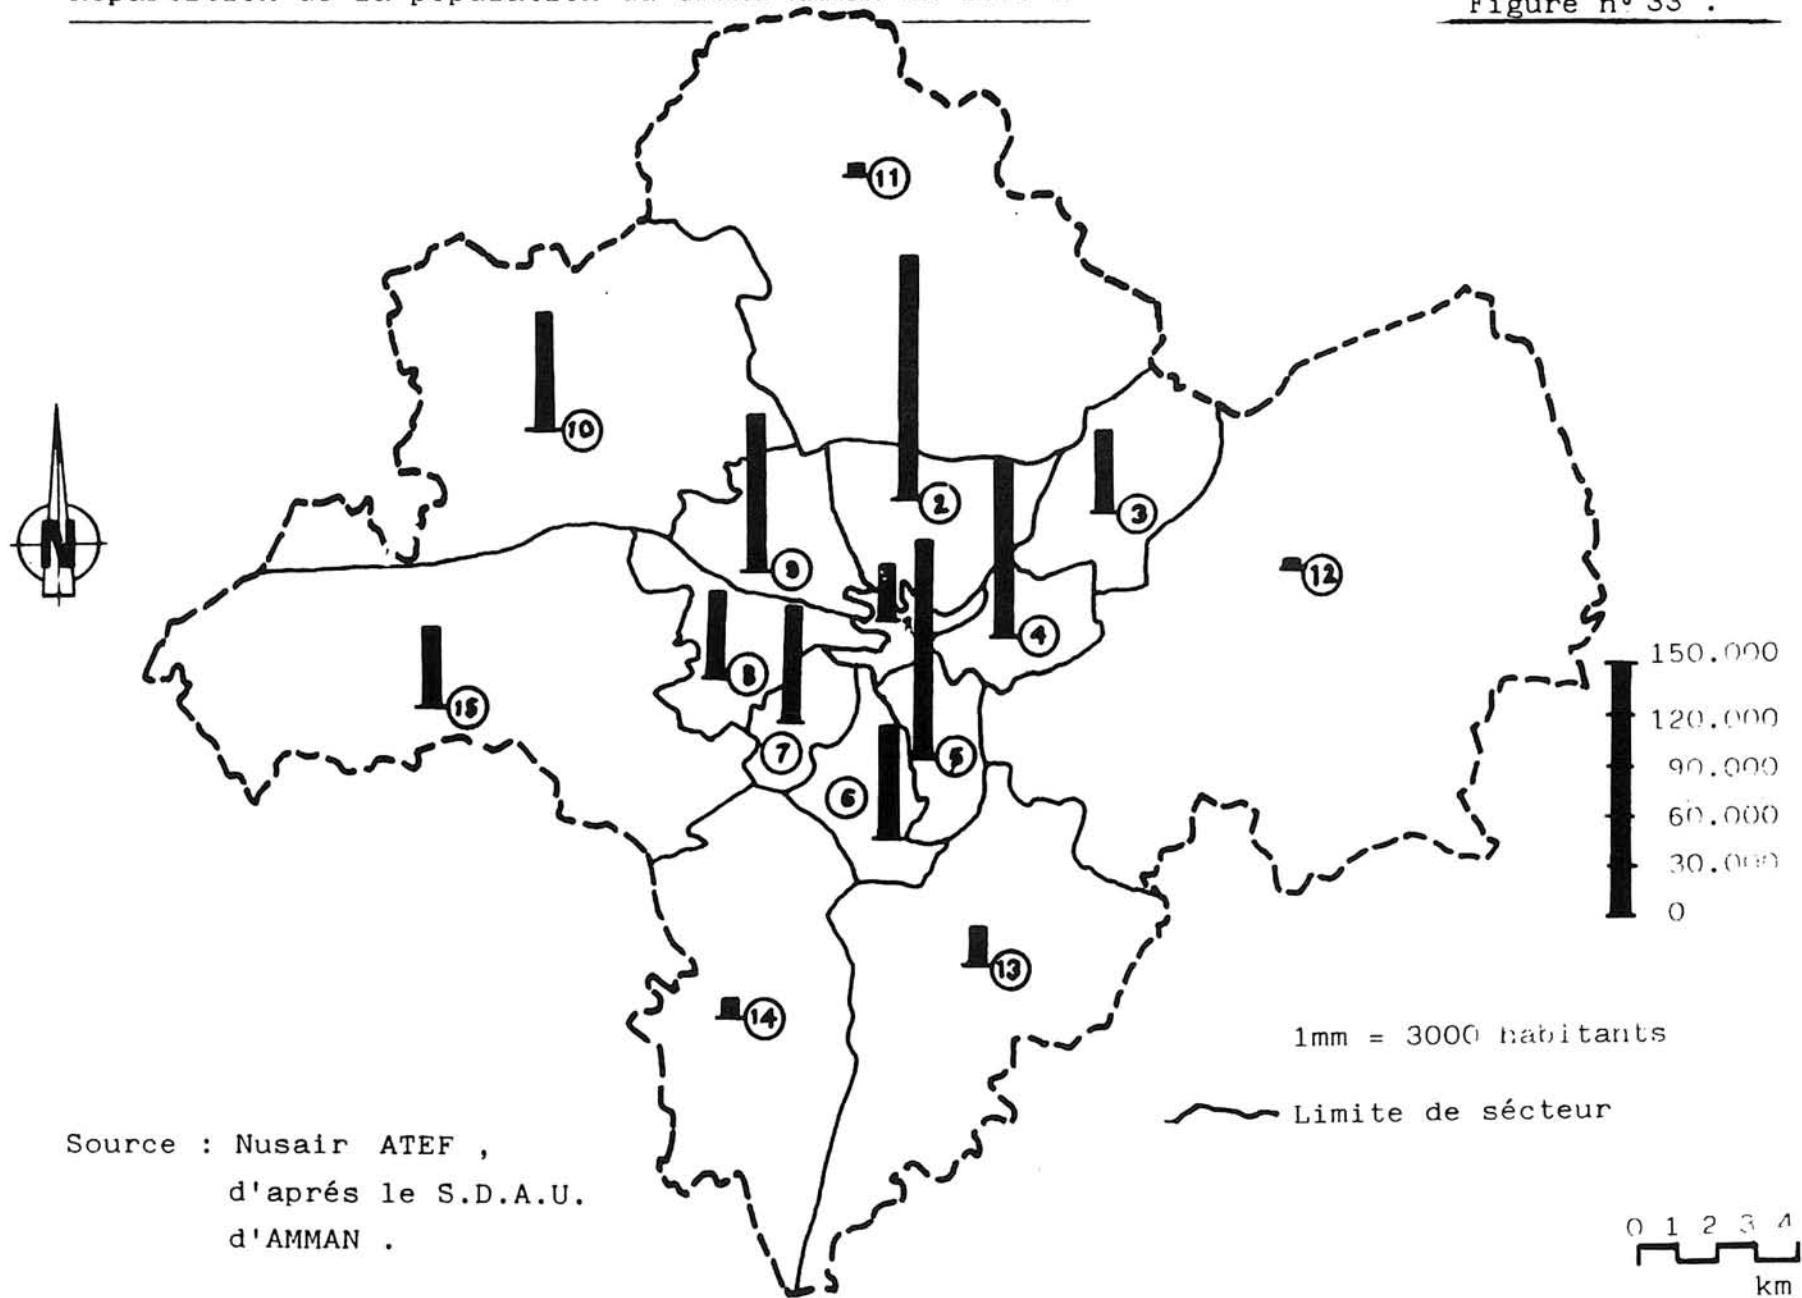 Figure n° 33 .
11
10
2
3
9
12
1
4
8
15
7
5
6
13
14
N
150.000
120.000
90.000
60.000
30.000
0
1mm = 3000 habitants
Limite de sécteur
Source : Nusair ATEF ,
d'aprés le S.D.A.U.
d'AMMAN .
0 1 2 3 4
km